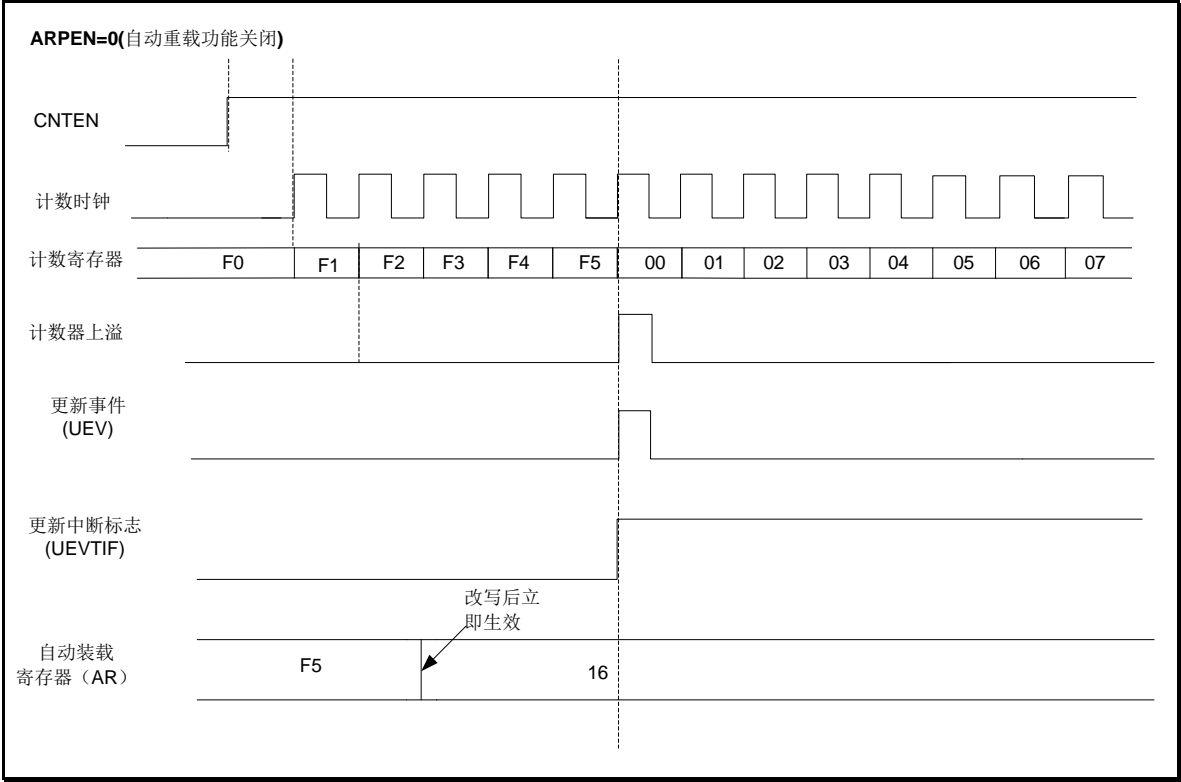 ARPEN=0(自动重载功能关闭)
CNTEN
计数时钟
计数寄存器 F0 F1 F2 F3 F4 F5 00 01 02 03 04 05 06 07
计数器上溢
更新事件
(UEV)
更新中断标志
(UEVTIF)
改写后立
即生效
自动装载
寄存器（AR）
F5
16